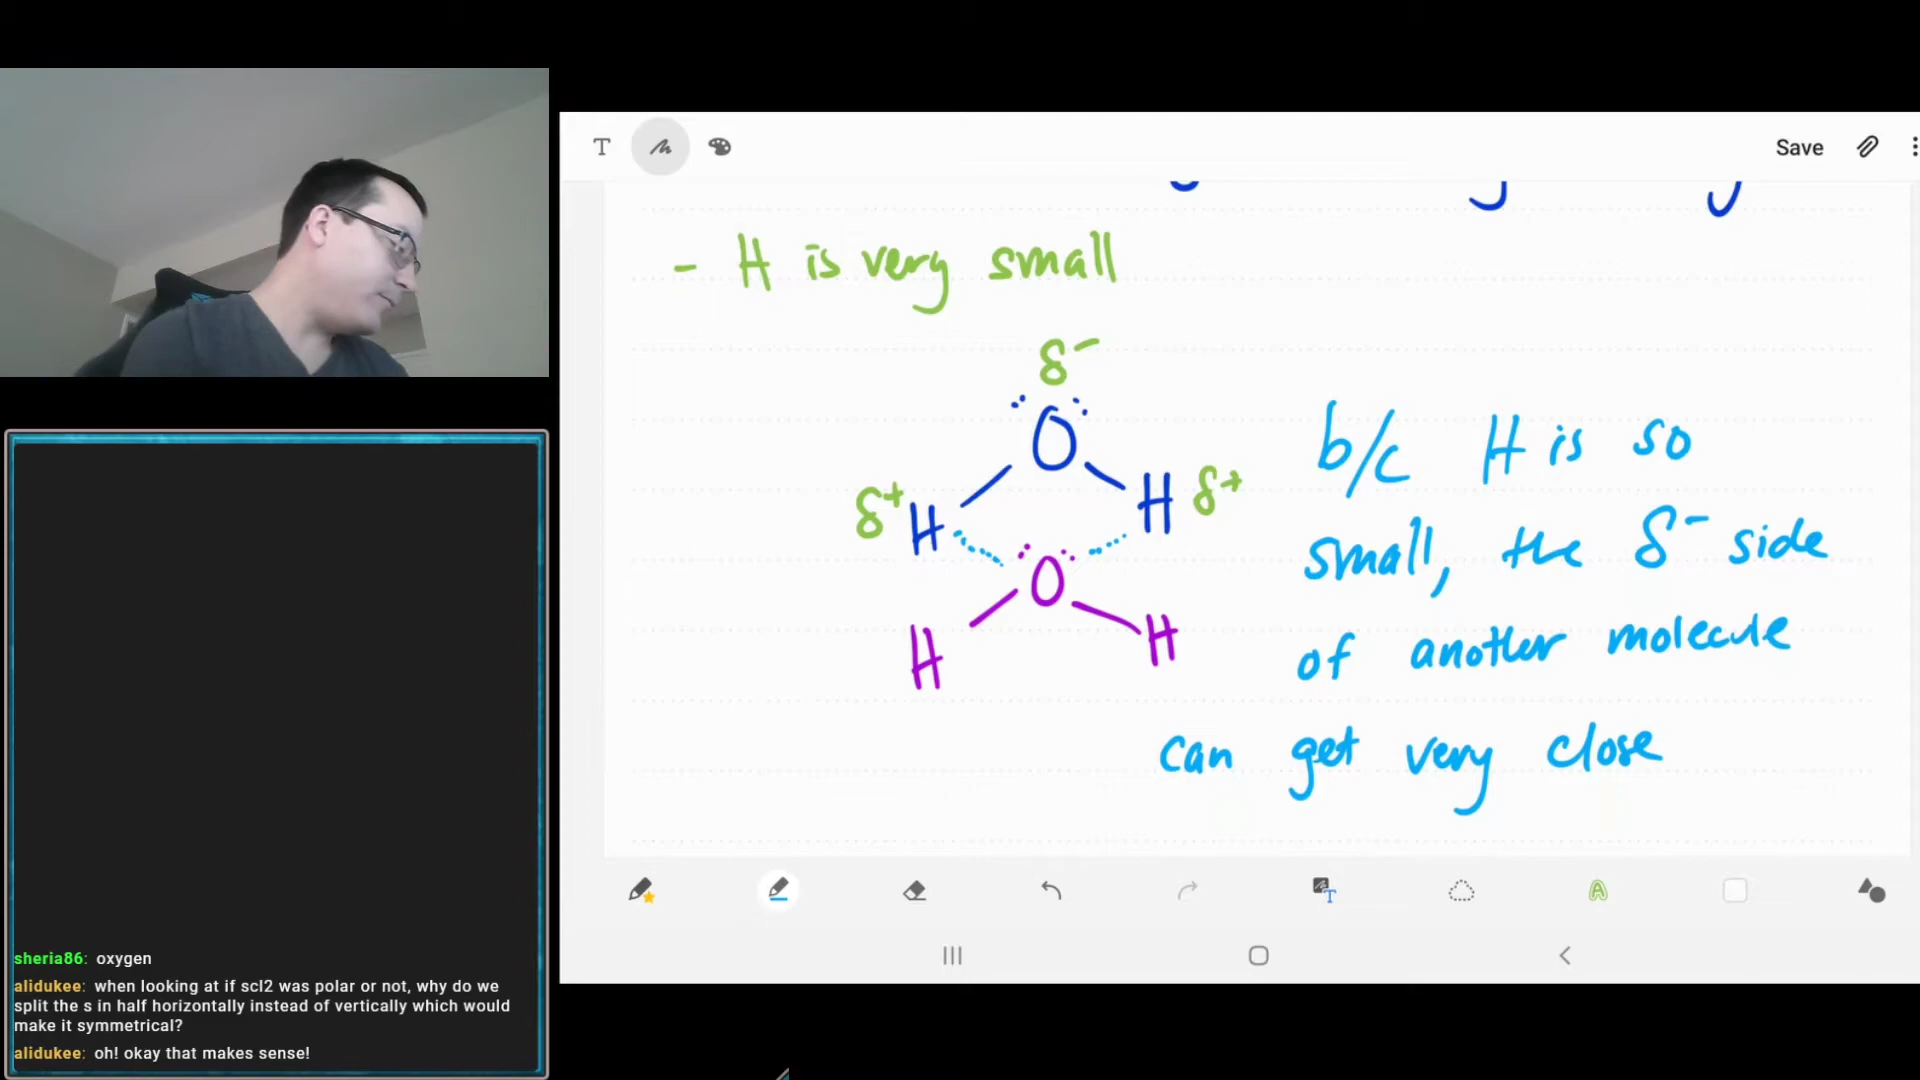 T
Save
- H is very small
δ-
O
δ+ H H δ+
O
H H
b/c H is so
small, the δ- side
of another molecule
can get very close
T
A
sheria86: oxygen
alidukee: when looking at if scl2 was polar or not, why do we
split the s in half horizontally instead of vertically which would
make it symmetrical?
alidukee: oh! okay that makes sense!